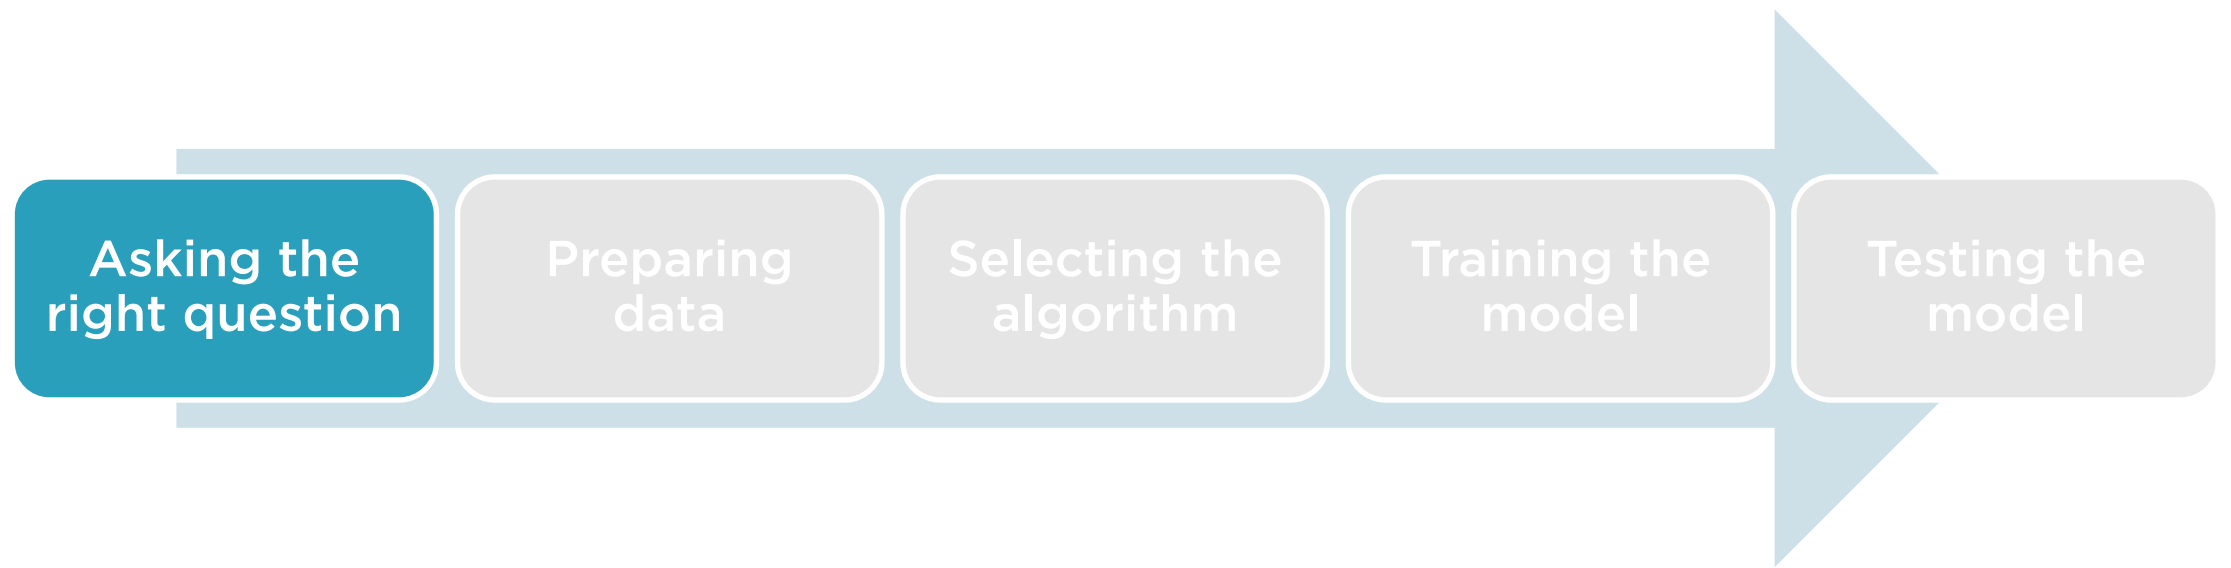 Asking the
right question
Preparing
data
Selecting the
algorithm
Training the
model
Testing the
model